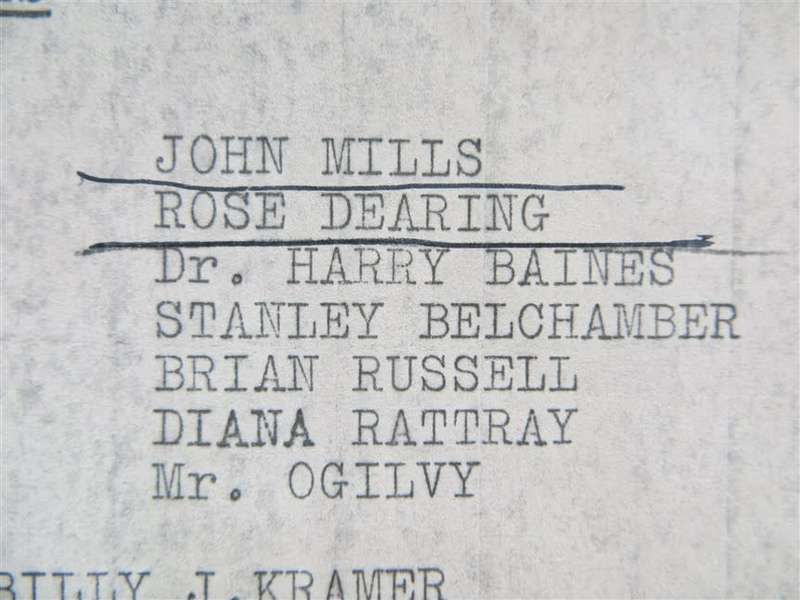 JOHN MILLS
ROSE DEARING
Dr. HARRY BAINES
STANLEY BELCHAMBER
BRIAN RUSSELL
DIANA RATTRAY
Mr. OGILVY
BILLY J.KRAMER